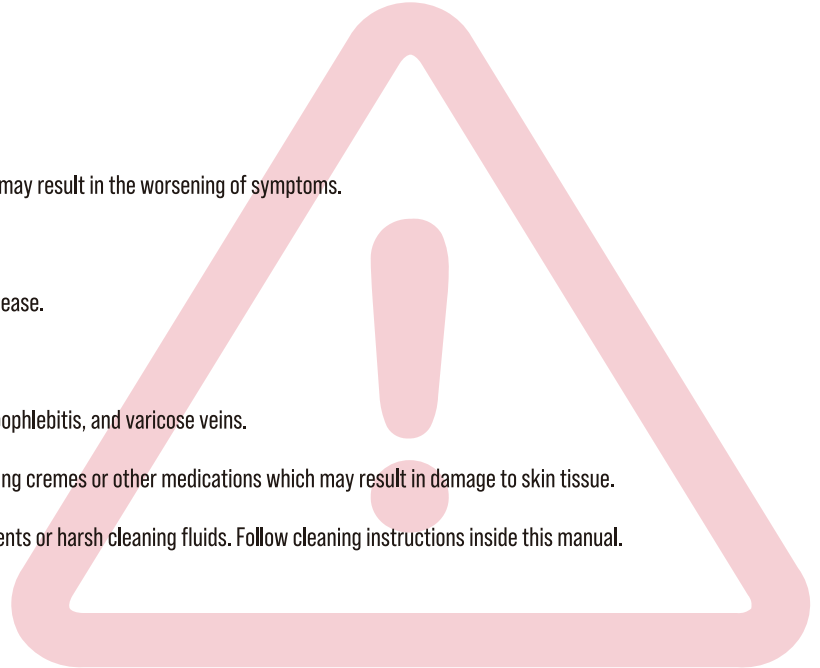 may result in the worsening of symptoms.
ease.
ophlebitis, and varicose veins.
ng cremes or other medications which may result in damage to skin tissue.
ents or harsh cleaning fluids. Follow cleaning instructions inside this manual.